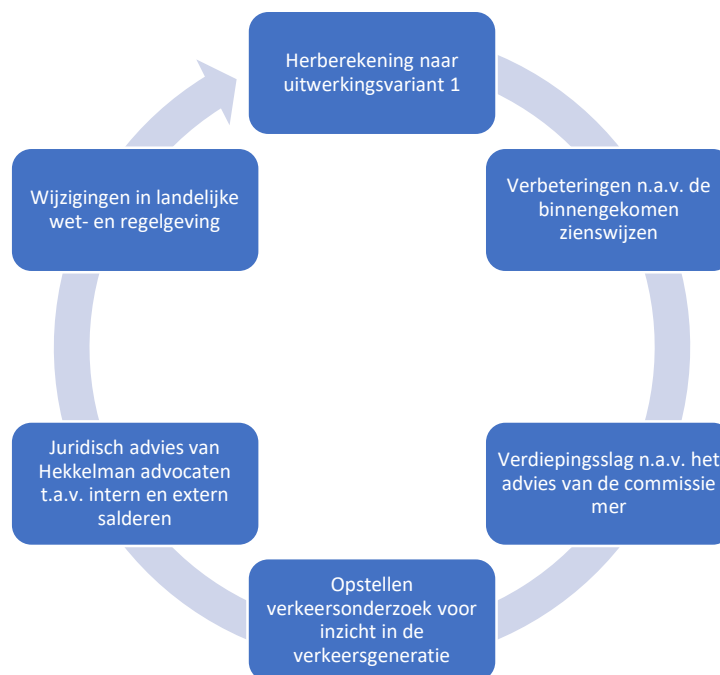 Herberekening naar
uitwerkingsvariant 1
Verbeteringen n.a.v. de
binnengekomen
zienswijzen
Verdiepingsslag n.a.v. het
advies van de commissie
mer
Opstellen
verkeersonderzoek voor
inzicht in de
verkeersgeneratie
Juridisch advies van
Hekkelman advocaten
t.a.v. intern en extern
salderen
Wijzigingen in landelijke
wet- en regelgeving